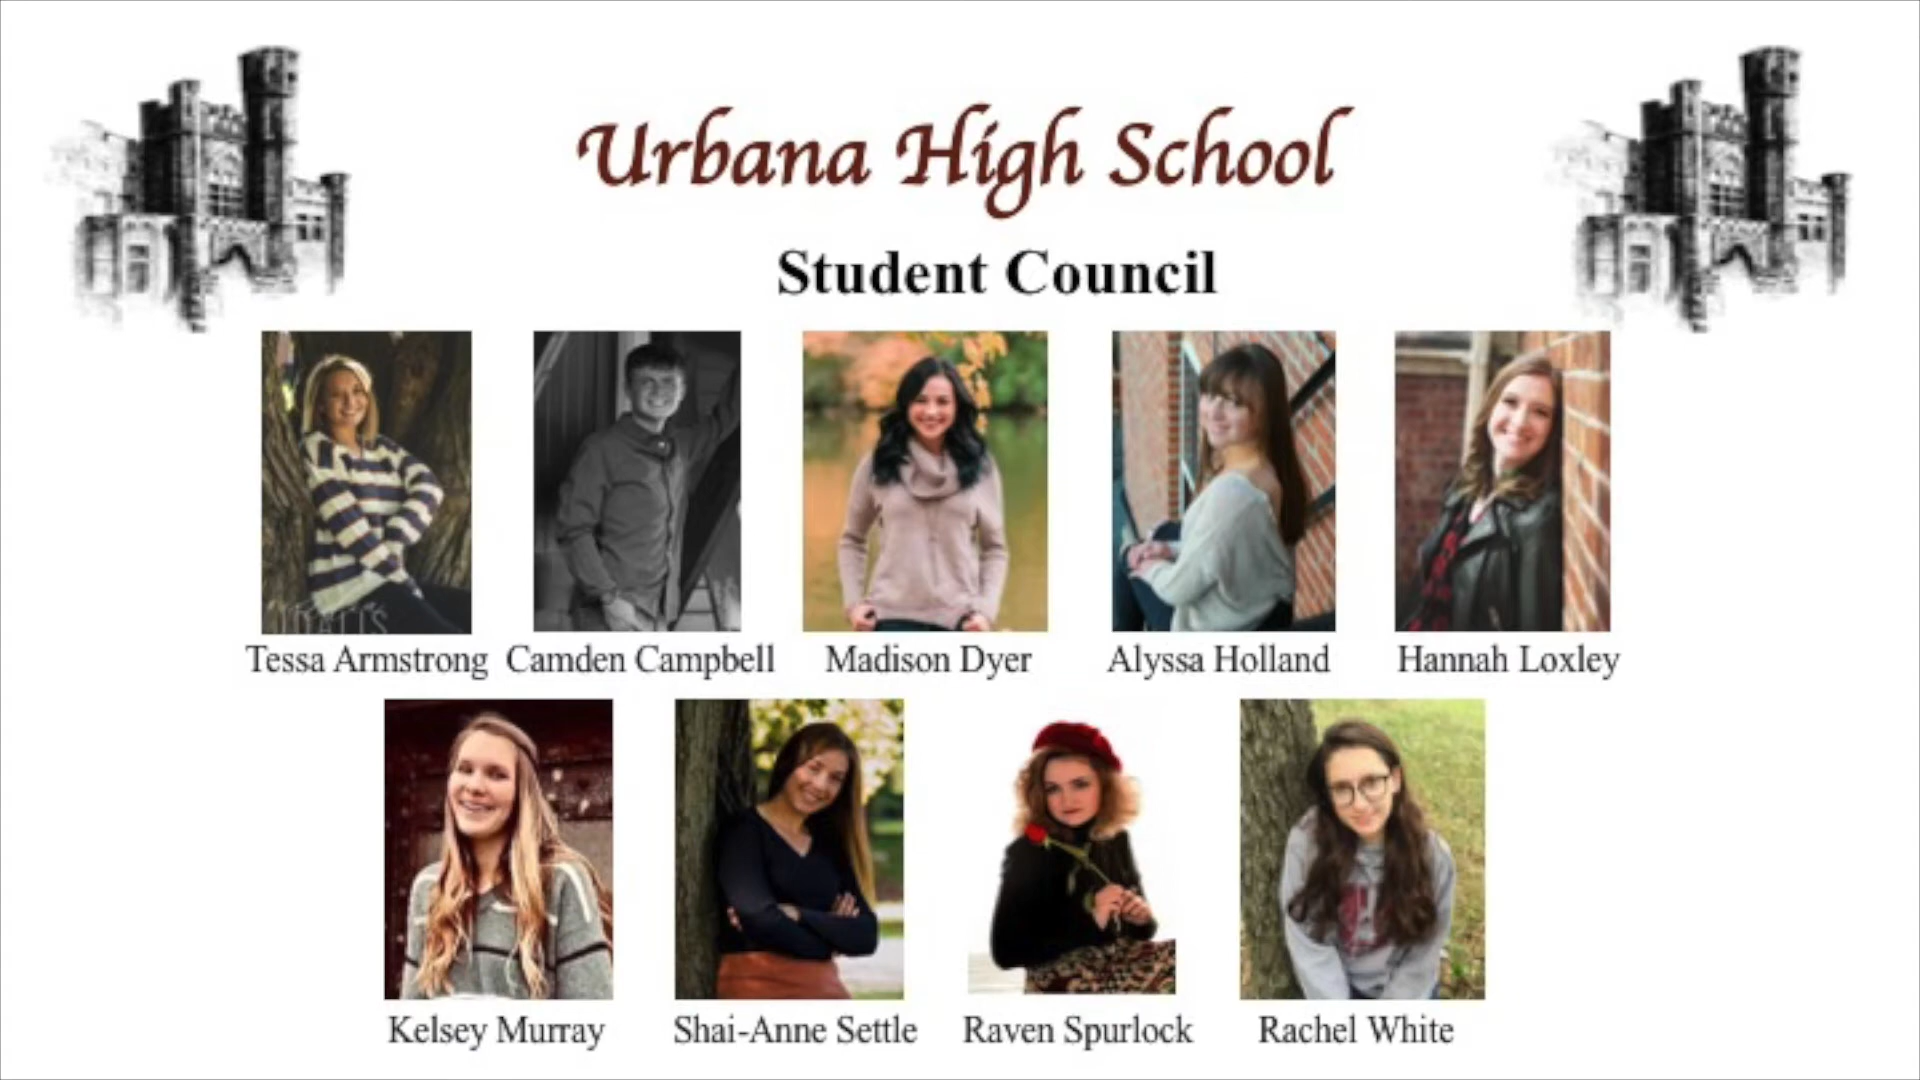 Urbana High School
Student Council
Tessa Armstrong Camden Campbell Madison Dyer Alyssa Holland Hannah Loxley
Kelsey Murray Shai-Anne Settle Raven Spurlock Rachel White